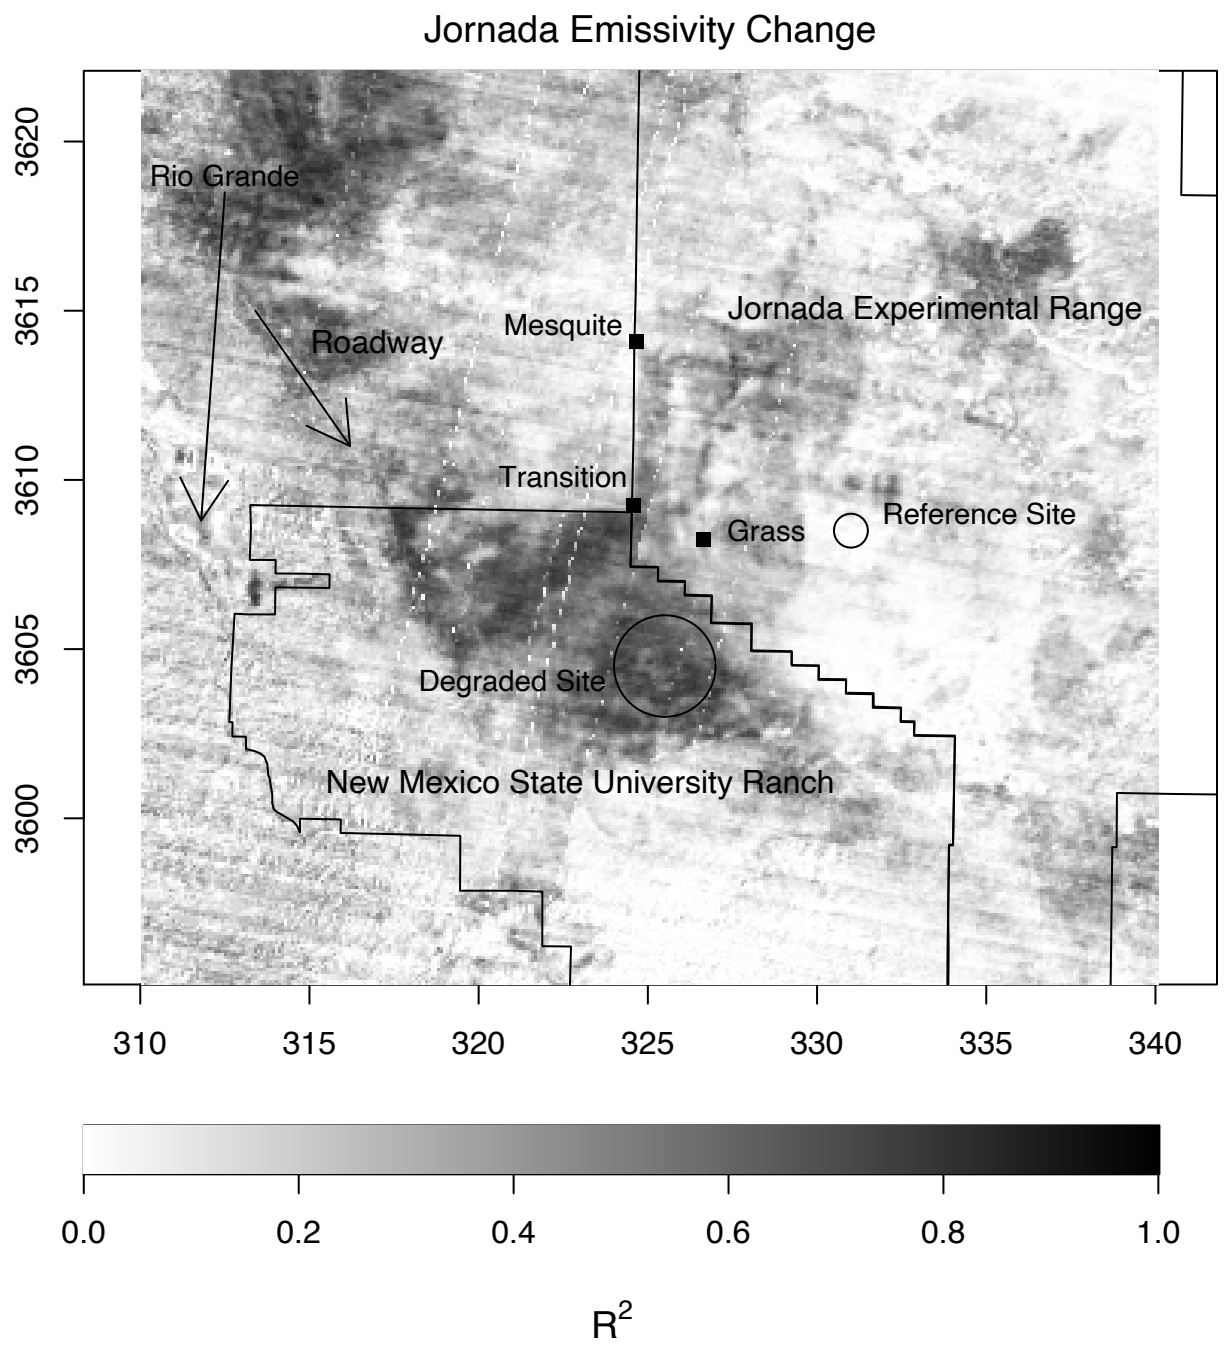 Jornada Emissivity Change
3620
Rio Grande
3615
Jornada Experimental Range
Mesquite
Roadway
3610
Transition
Reference Site
Grass
3605
Degraded Site
New Mexico State University Ranch
3600
310 315 320 325 330 335 340
0.0 0.2 0.4 0.6 0.8 1.0
R²